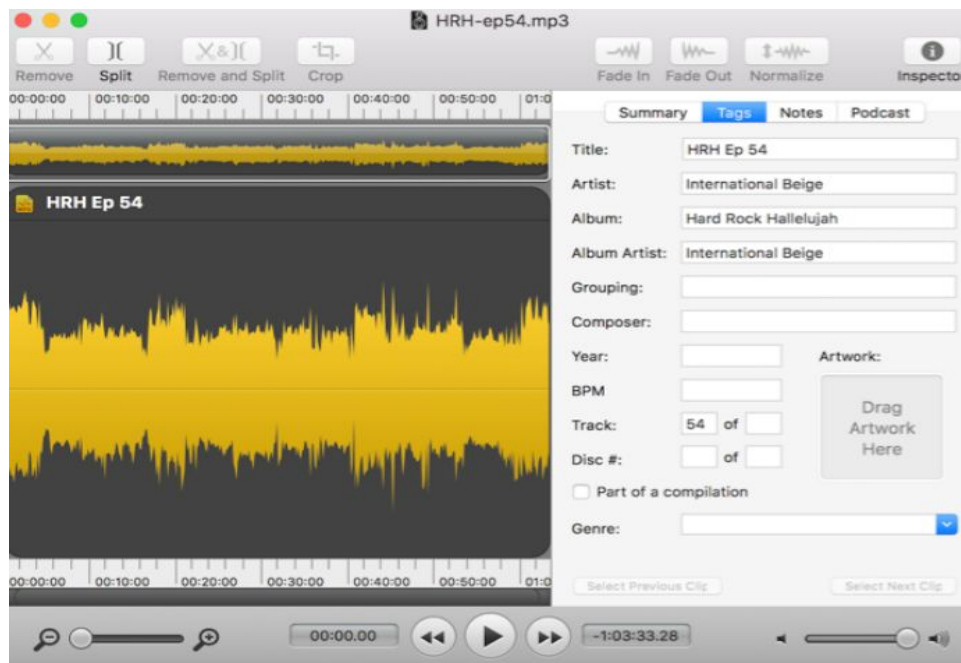 HRH-ep54.mp3
Remove Split Remove and Split Crop Fade In Fade Out Normalize Inspecto
00:00:00 00:10:00 00:20:00 00:30:00 00:40:00 00:50:00 01:0
Summary Tags Notes Podcast
Title: HRH Ep 54
Artist: International Beige
HRH Ep 54
Album: Hard Rock Hallelujah
Album Artist: International Beige
Grouping:
Composer:
Year: Artwork:
BPM
Drag
Artwork
Here
Track: 54 of
Disc #: of
Part of a compilation
Genre:
00:00:00 00:10:00 00:20:00 00:30:00 00:40:00 00:50:00 01:0
Select Previous Clip Select Next Clip
00:00.00 -1:03:33.28